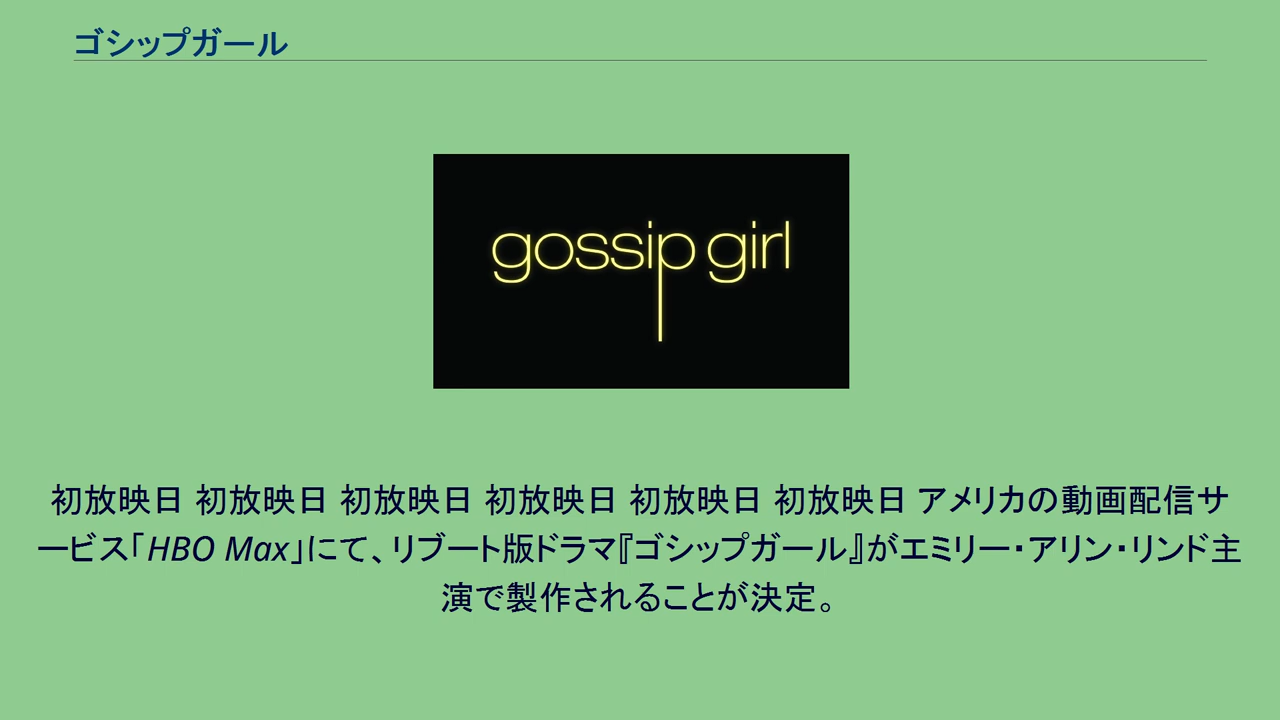 ゴシップガール
gossip girl
初放映日 初放映日 初放映日 初放映日 初放映日 初放映日 アメリカの動画配信サ
ービス「HBO Max」にて、リブート版ドラマ『ゴシップガール』がエミリー・アリン・リンド主
演で製作されることが決定。